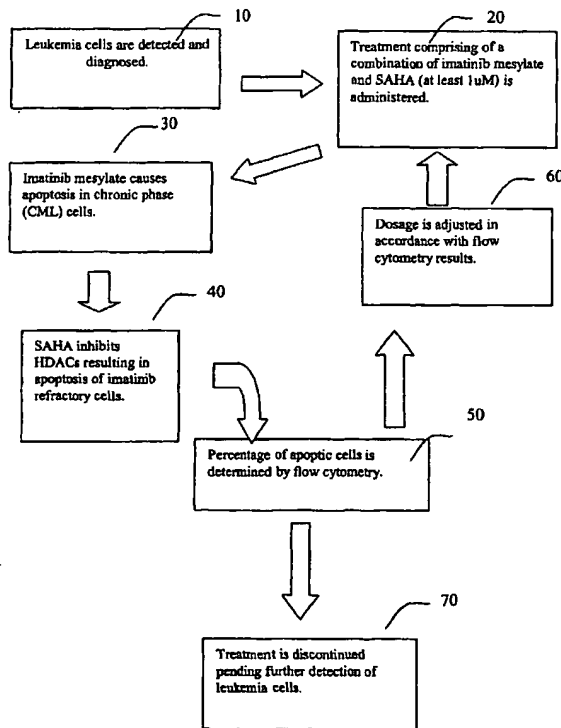 10
Leukemia cells are detected and
diagnosed.
20
Treatment comprising of a
combination of imatinib mesylate
and SAHA (at least 1uM) is
administered.
30
Imatinib mesylate causes
apoptosis in chronic phase
(CML) cells.
60
Dosage is adjusted in
accordance with flow
cytometry results.
40
SAHA inhibits
HDACs resulting in
apoptosis of imatinib
refractory cells.
50
Percentage of apoptic cells is
determined by flow cytometry.
70
Treatment is discontinued
pending further detection of
leukemia cells.